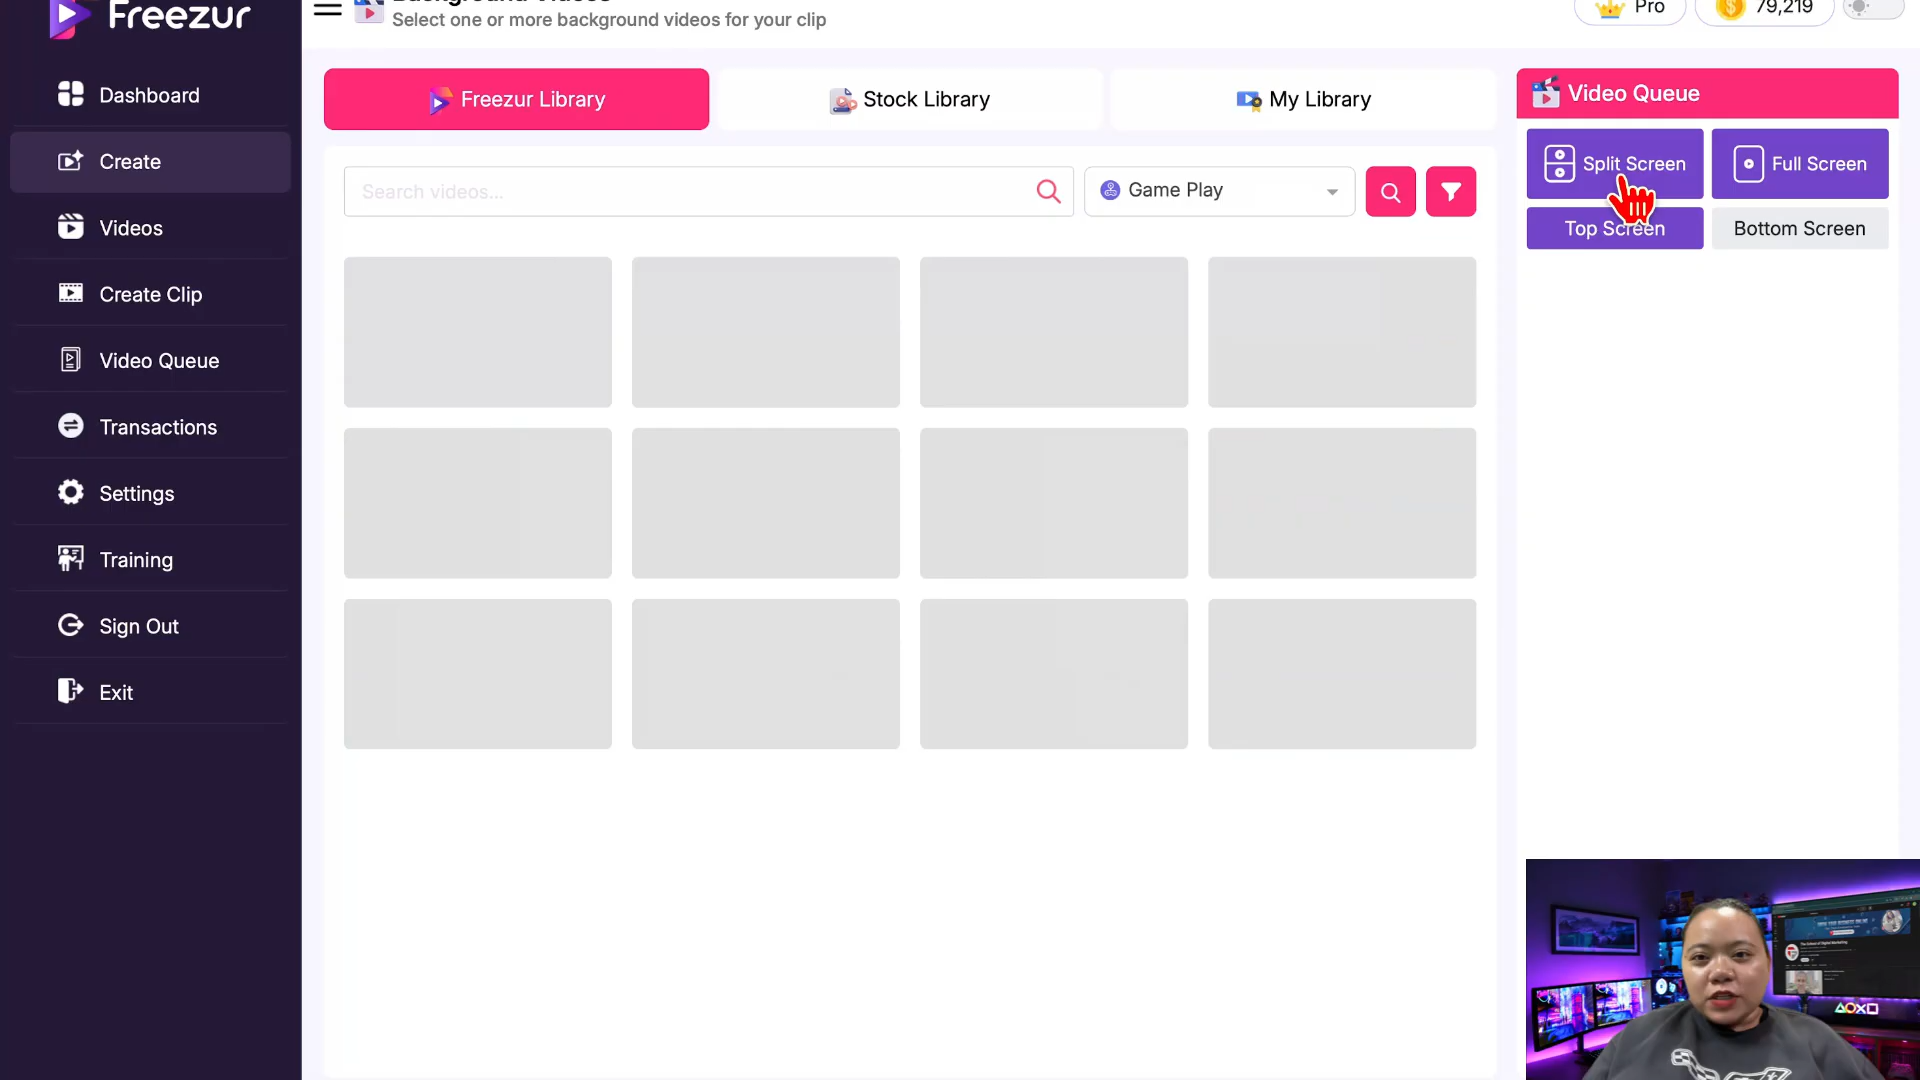 Freezur
Dashboard
Create
Videos
Create Clip
Video Queue
Transactions
Settings
Training
Sign Out
Exit
Background Videos
Select one or more background videos for your clip
Pro
79,219
Freezur Library
Stock Library
My Library
Search videos...
Game Play
Video Queue
Split Screen
Full Screen
Top Screen
Bottom Screen